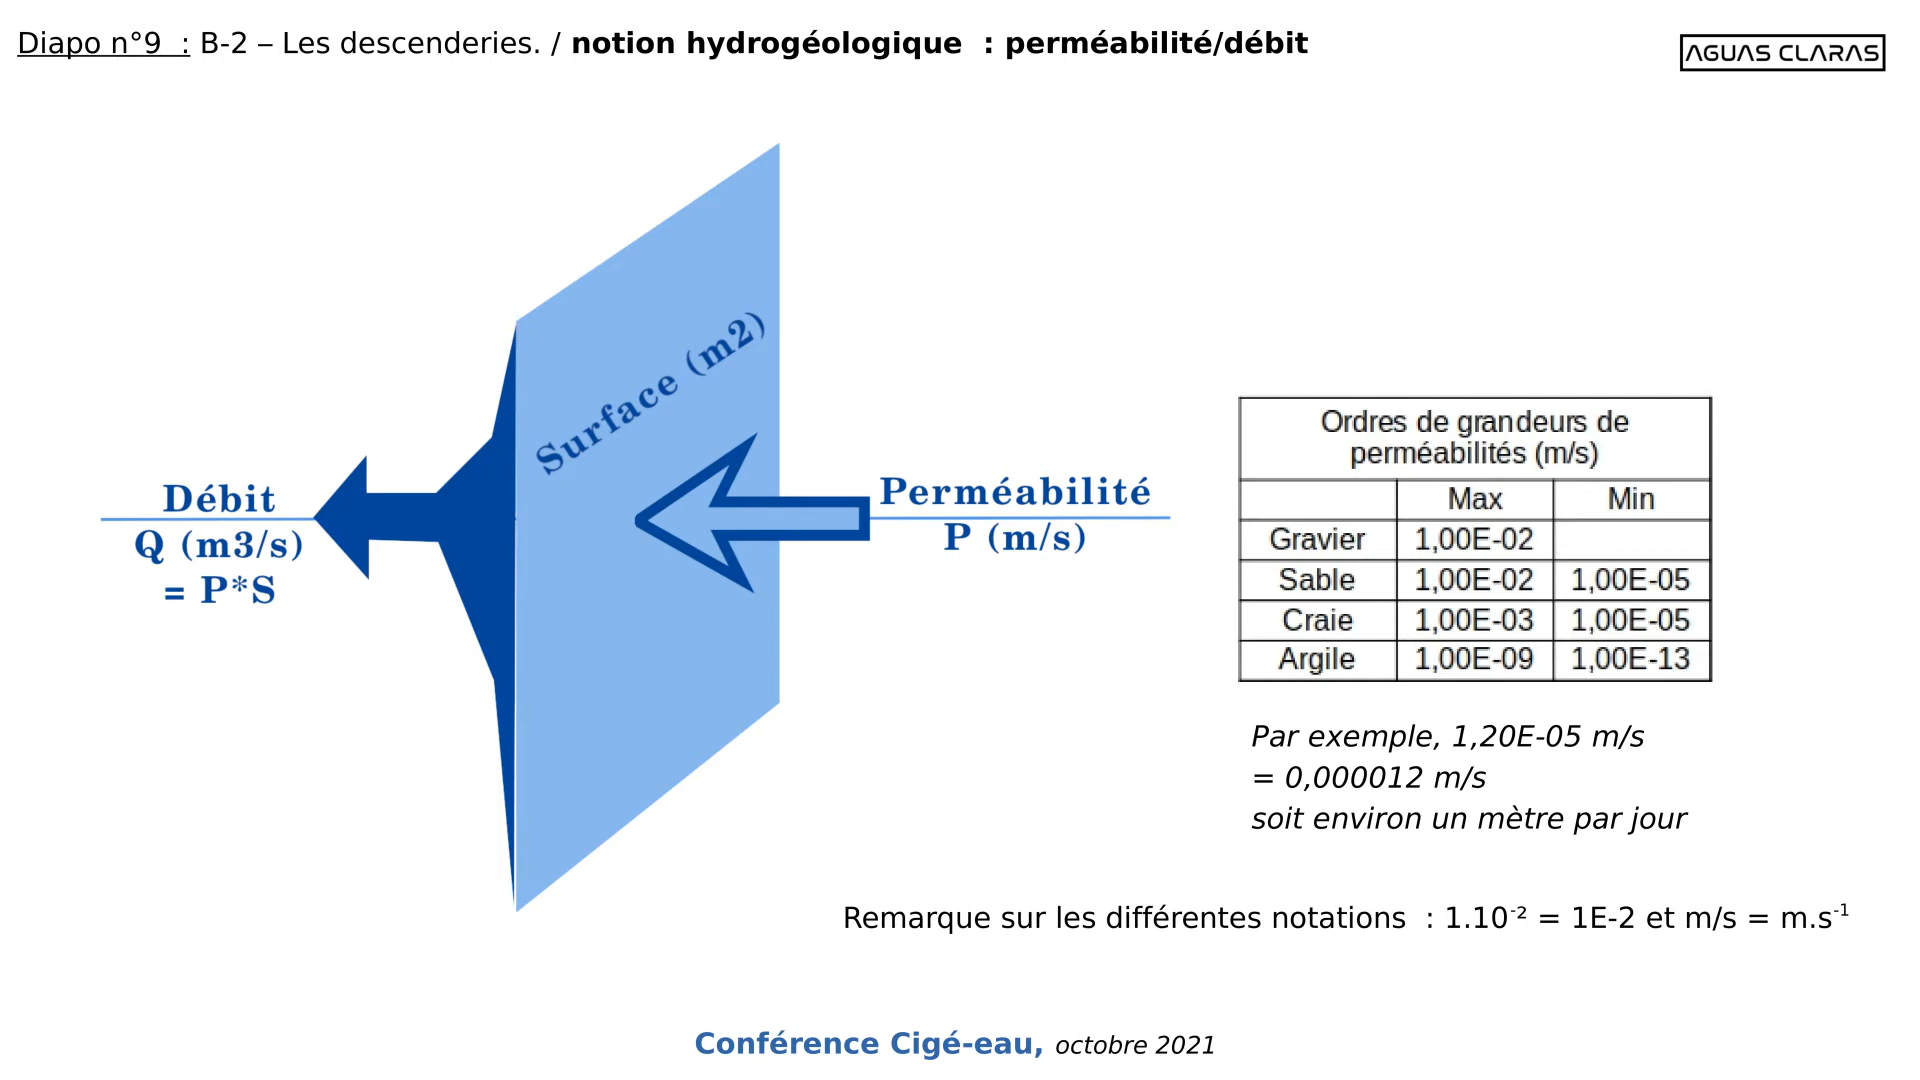 Diapo n°9  : B-2 – Les descenderies. / notion hydrogéologique  : perméabilité/débit
AGUAS CLARAS
Surface (m2)
Débit
Q (m3/s)
= P*S
Perméabilité
P (m/s)
Ordres de grandeurs de
perméabilités (m/s)
Max Min
Gravier 1,00E-02
Sable 1,00E-02 1,00E-05
Craie 1,00E-03 1,00E-05
Argile 1,00E-09 1,00E-13
Par exemple, 1,20E-05 m/s
= 0,000012 m/s
soit environ un mètre par jour
Remarque sur les différentes notations  : 1.10⁻² = 1E-2 et m/s = m.s⁻¹
Conférence Cigé-eau, octobre 2021